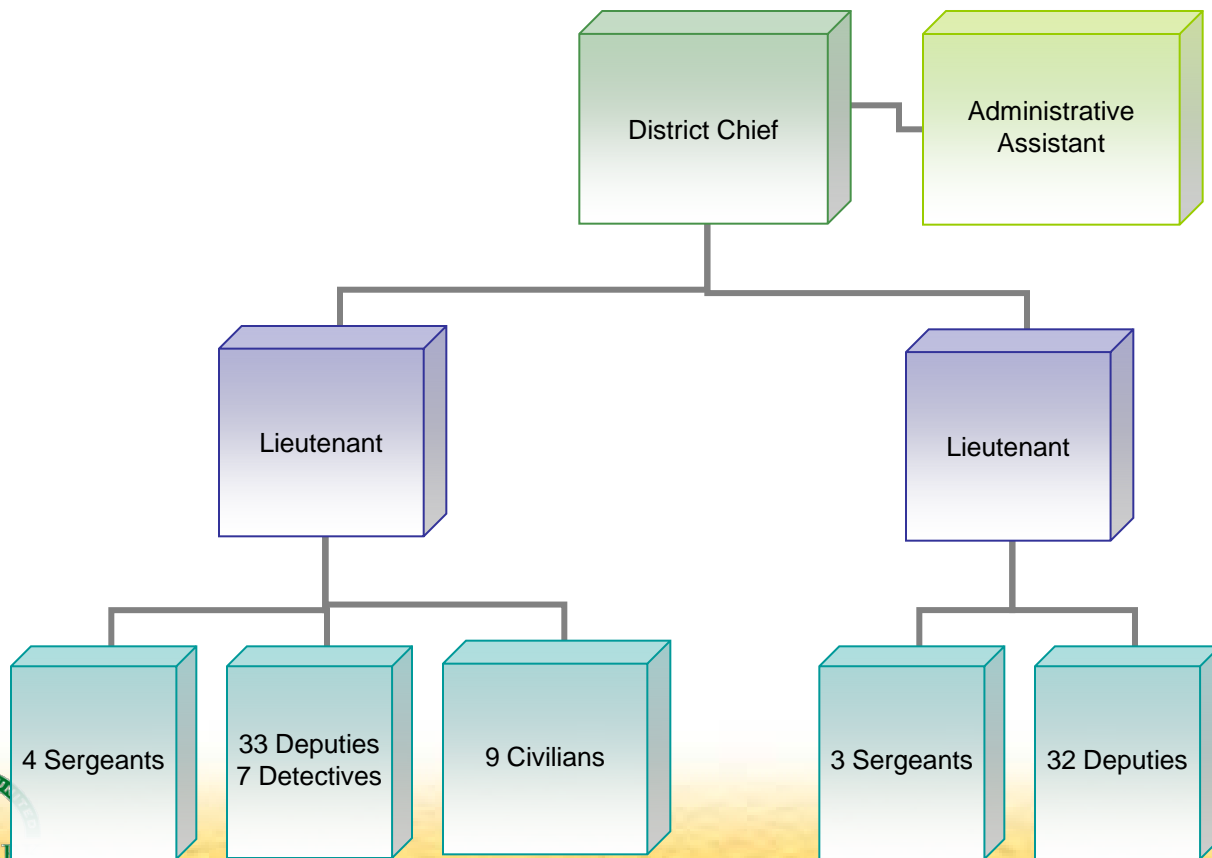 District Chief
Administrative
Assistant
Lieutenant
Lieutenant
4 Sergeants
33 Deputies
7 Detectives
9 Civilians
3 Sergeants
32 Deputies